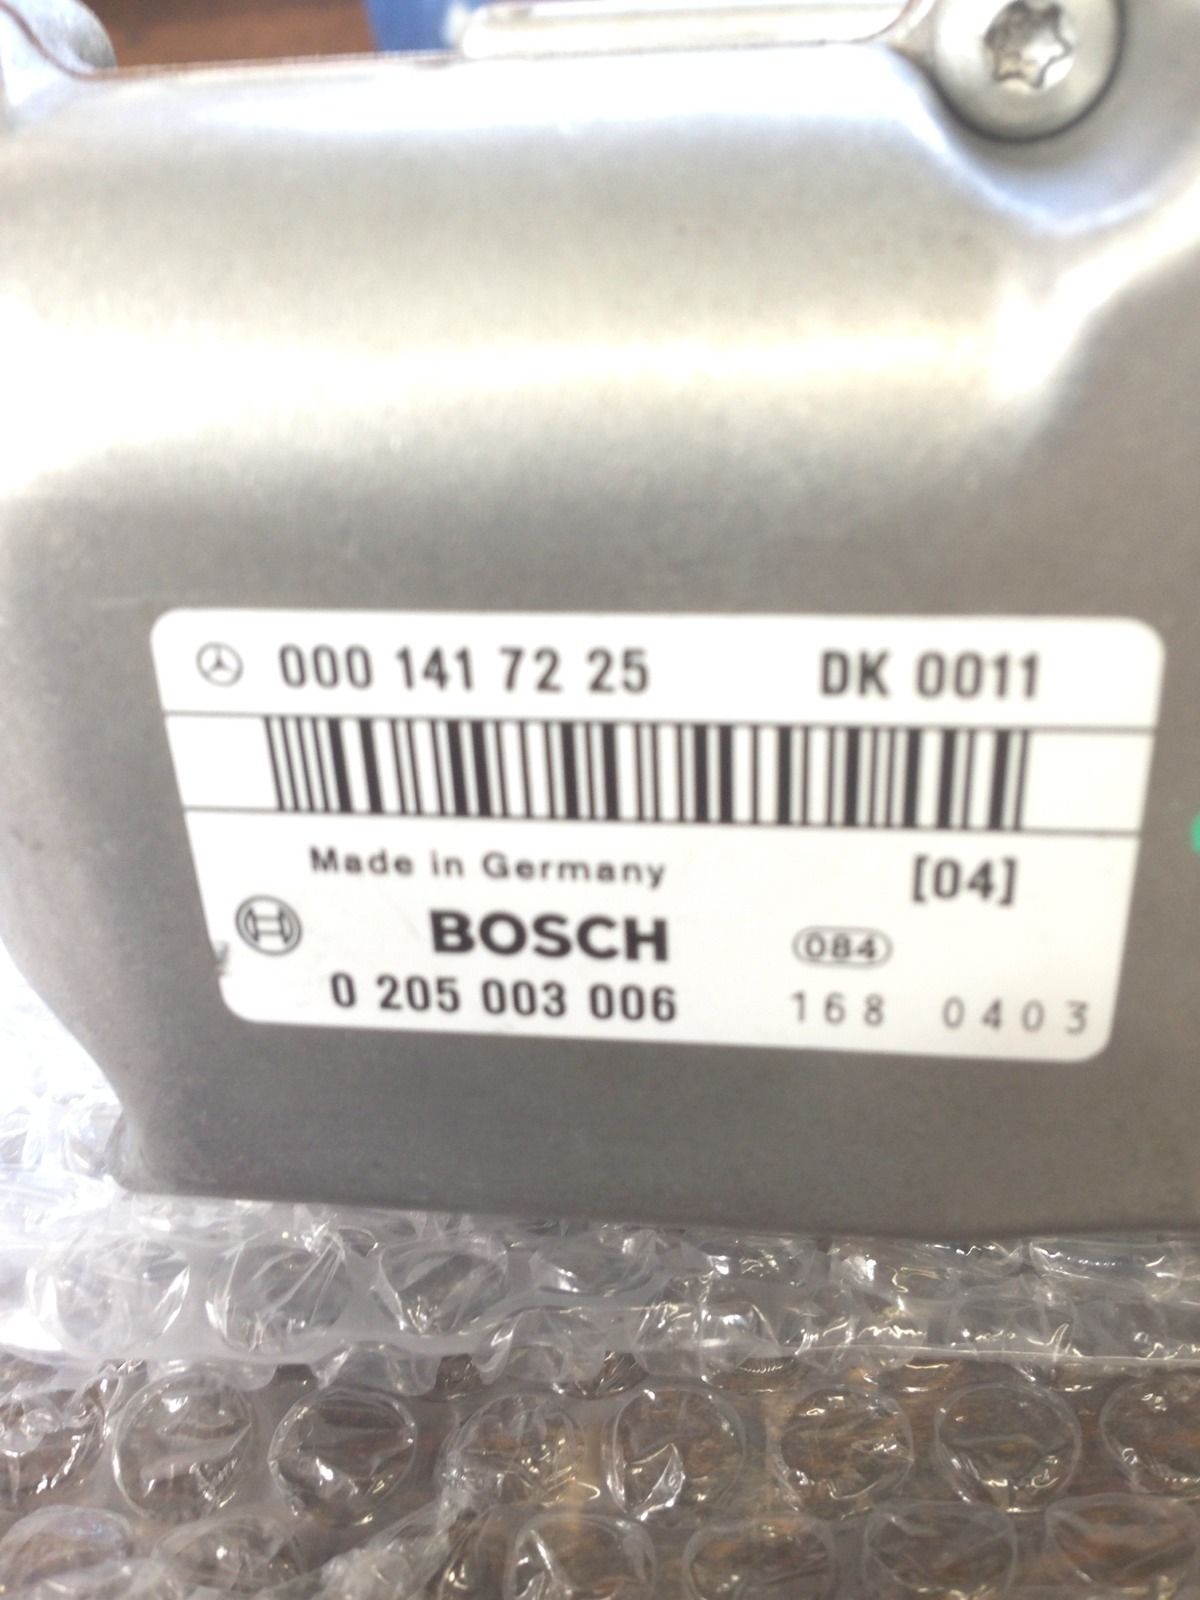 000 141 72 25 DK 0011
Made in Germany [04]
BOSCH 084
0 205 003 006 168 0403